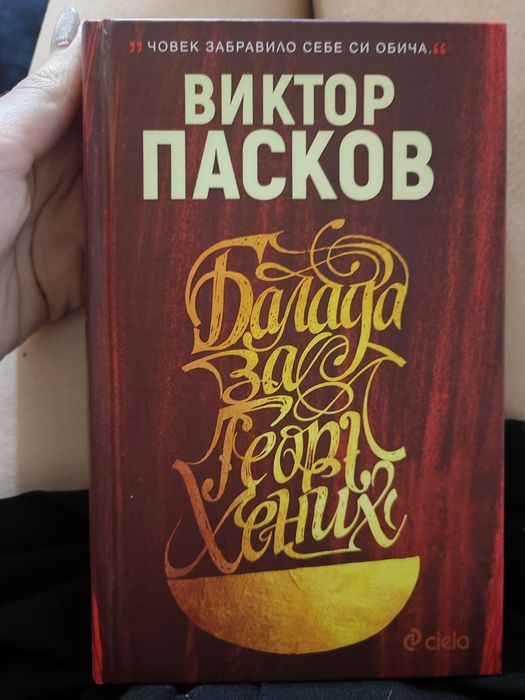 " ЧОВЕК ЗАБРАВИЛО СЕБЕ СИ ОБИЧА. "
ВИКТОР
ПАСКОВ
Балада
за
Георг
Хених
ciela